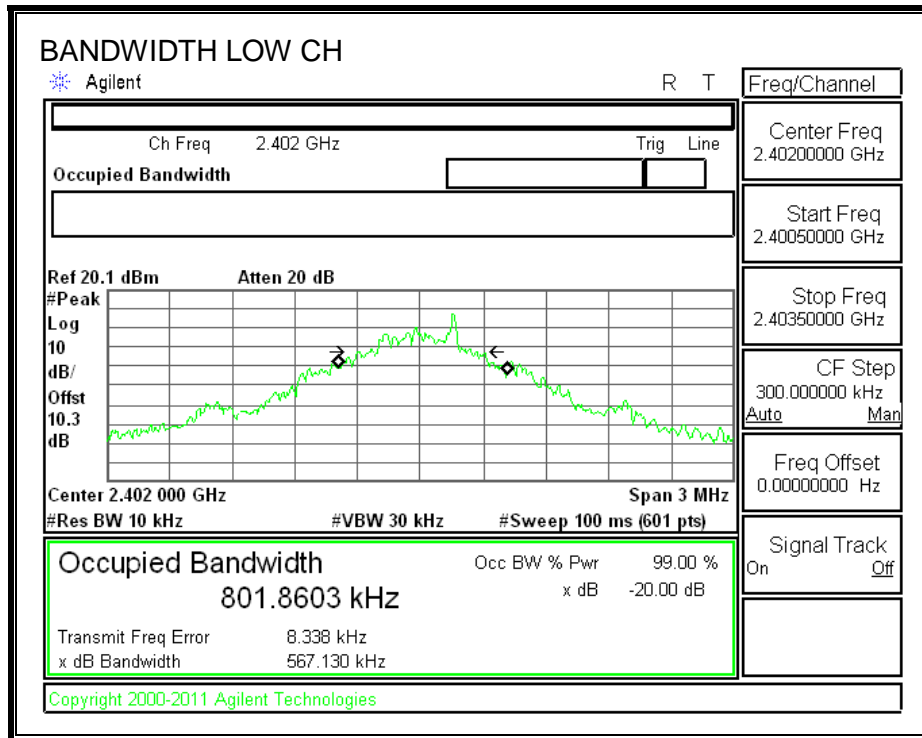 BANDWIDTH LOW CH
Agilent R T
Ch Freq 2.402 GHz Trig Line
Occupied Bandwidth
Ref 20.1 dBm Atten 20 dB
#Peak
Log
10
dB/
Offst
10.3
dB
Center 2.402 000 GHz Span 3 MHz
#Res BW 10 kHz #VBW 30 kHz #Sweep 100 ms (601 pts)
Occupied Bandwidth Occ BW % Pwr 99.00 %
801.8603 kHz x dB -20.00 dB
Transmit Freq Error 8.338 kHz
x dB Bandwidth 567.130 kHz
Copyright 2000-2011 Agilent Technologies
Freq/Channel
Center Freq
2.40200000 GHz
Start Freq
2.40050000 GHz
Stop Freq
2.40350000 GHz
CF Step
300.000000 kHz
Auto Man
Freq Offset
0.00000000 Hz
Signal Track
On Off